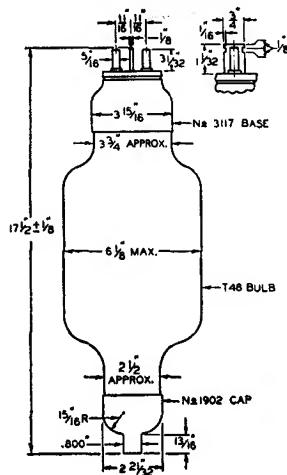 11/16" 11/16"
1/8
5/16"
31/32"
3/4"
1/16"
1/8"
1 1/32"
3 15/16"
No 3117 BASE
3 3/4" APPROX.
17 1/2" ± 1/8"
6 1/8" MAX.
T48 BULB
2 1/2"
APPROX.
No 1902 CAP
15/16" R
.800"
13/16"
2 21/32"